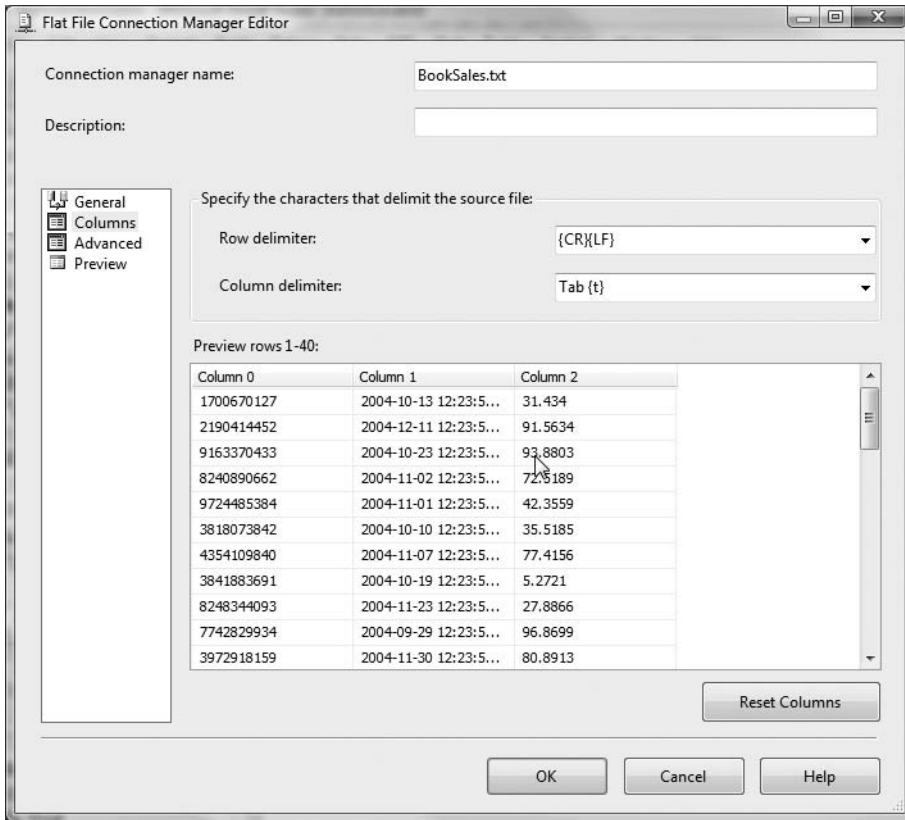 Flat File Connection Manager Editor
Connection manager name: BookSales.txt
Description:
General
Columns
Advanced
Preview
Specify the characters that delimit the source file:
Row delimiter: {CR}{LF}
Column delimiter: Tab {t}
Preview rows 1-40:
Column 0 Column 1 Column 2
1700670127 2004-10-13 12:23:5... 31.434
2190414452 2004-12-11 12:23:5... 91.5634
9163370433 2004-10-23 12:23:5... 93.8803
8240890662 2004-11-02 12:23:5... 72.5189
9724485384 2004-11-01 12:23:5... 42.3559
3818073842 2004-10-10 12:23:5... 35.5185
4354109840 2004-11-07 12:23:5... 77.4156
3841883691 2004-10-19 12:23:5... 5.2721
8248344093 2004-11-23 12:23:5... 27.8866
7742829934 2004-09-29 12:23:5... 96.8699
3972918159 2004-11-30 12:23:5... 80.8913
Reset Columns
OK Cancel Help